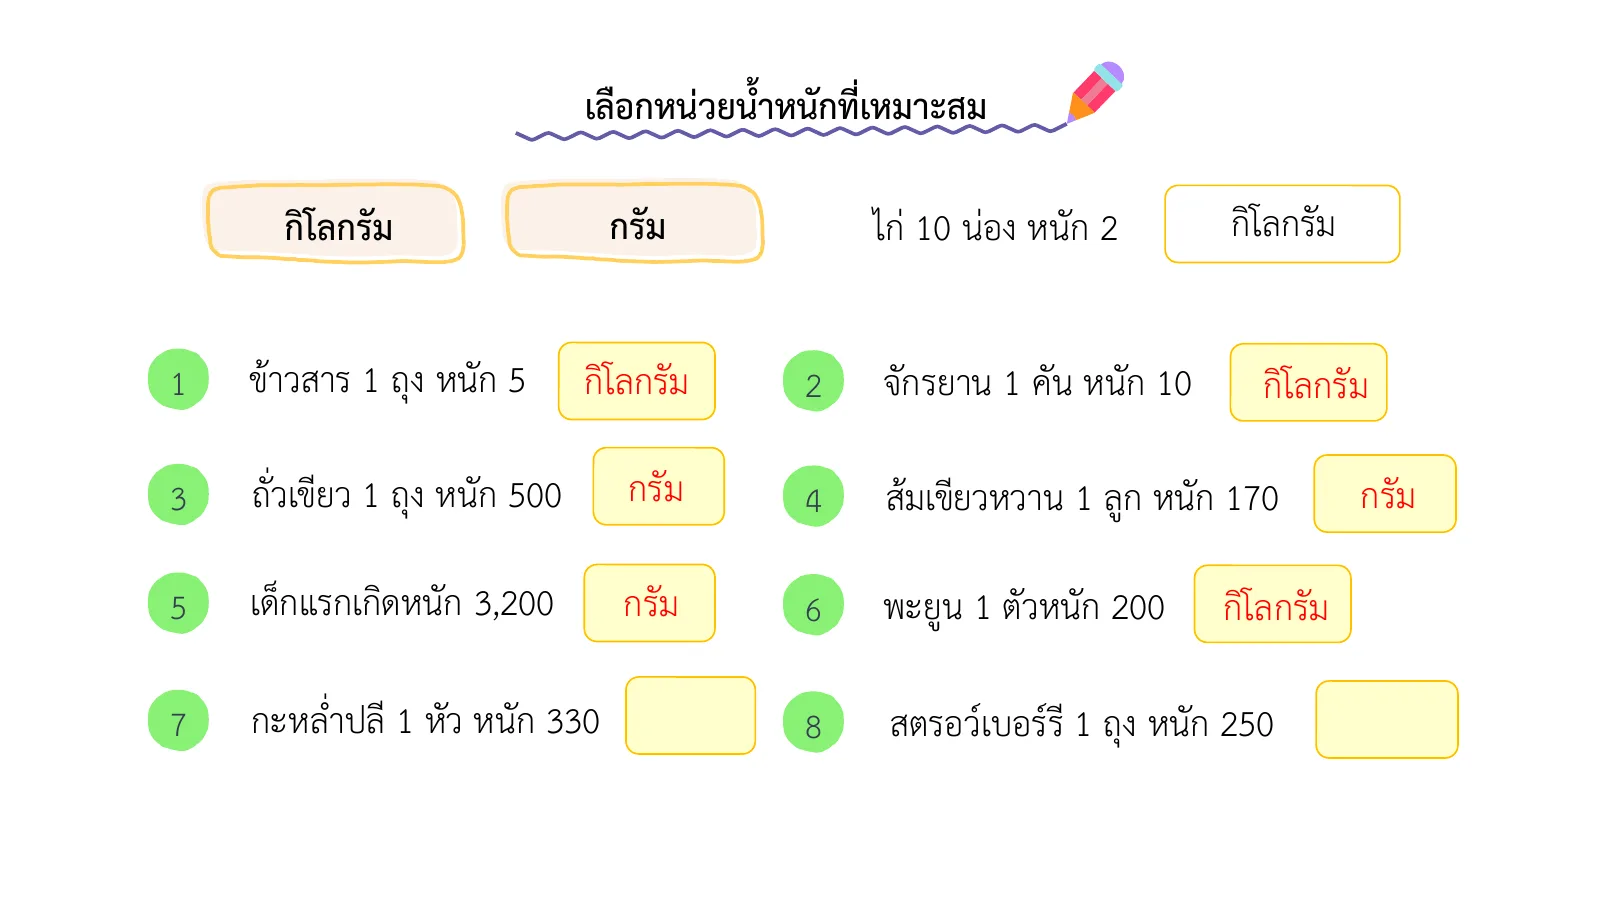 เลือกหน่วยน้ำหนักที่เหมาะสม
กิโลกรัม กรัม ไก่ 10 น่อง หนัก 2 กิโลกรัม
1 ข้าวสาร 1 ถุง หนัก 5 กิโลกรัม
2 จักรยาน 1 คัน หนัก 10 กิโลกรัม
3 ถั่วเขียว 1 ถุง หนัก 500 กรัม
4 ส้มเขียวหวาน 1 ลูก หนัก 170 กรัม
5 เด็กแรกเกิดหนัก 3,200 กรัม
6 พะยูน 1 ตัวหนัก 200 กิโลกรัม
7 กะหล่ำปลี 1 หัว หนัก 330
8 สตรอว์เบอร์รี 1 ถุง หนัก 250